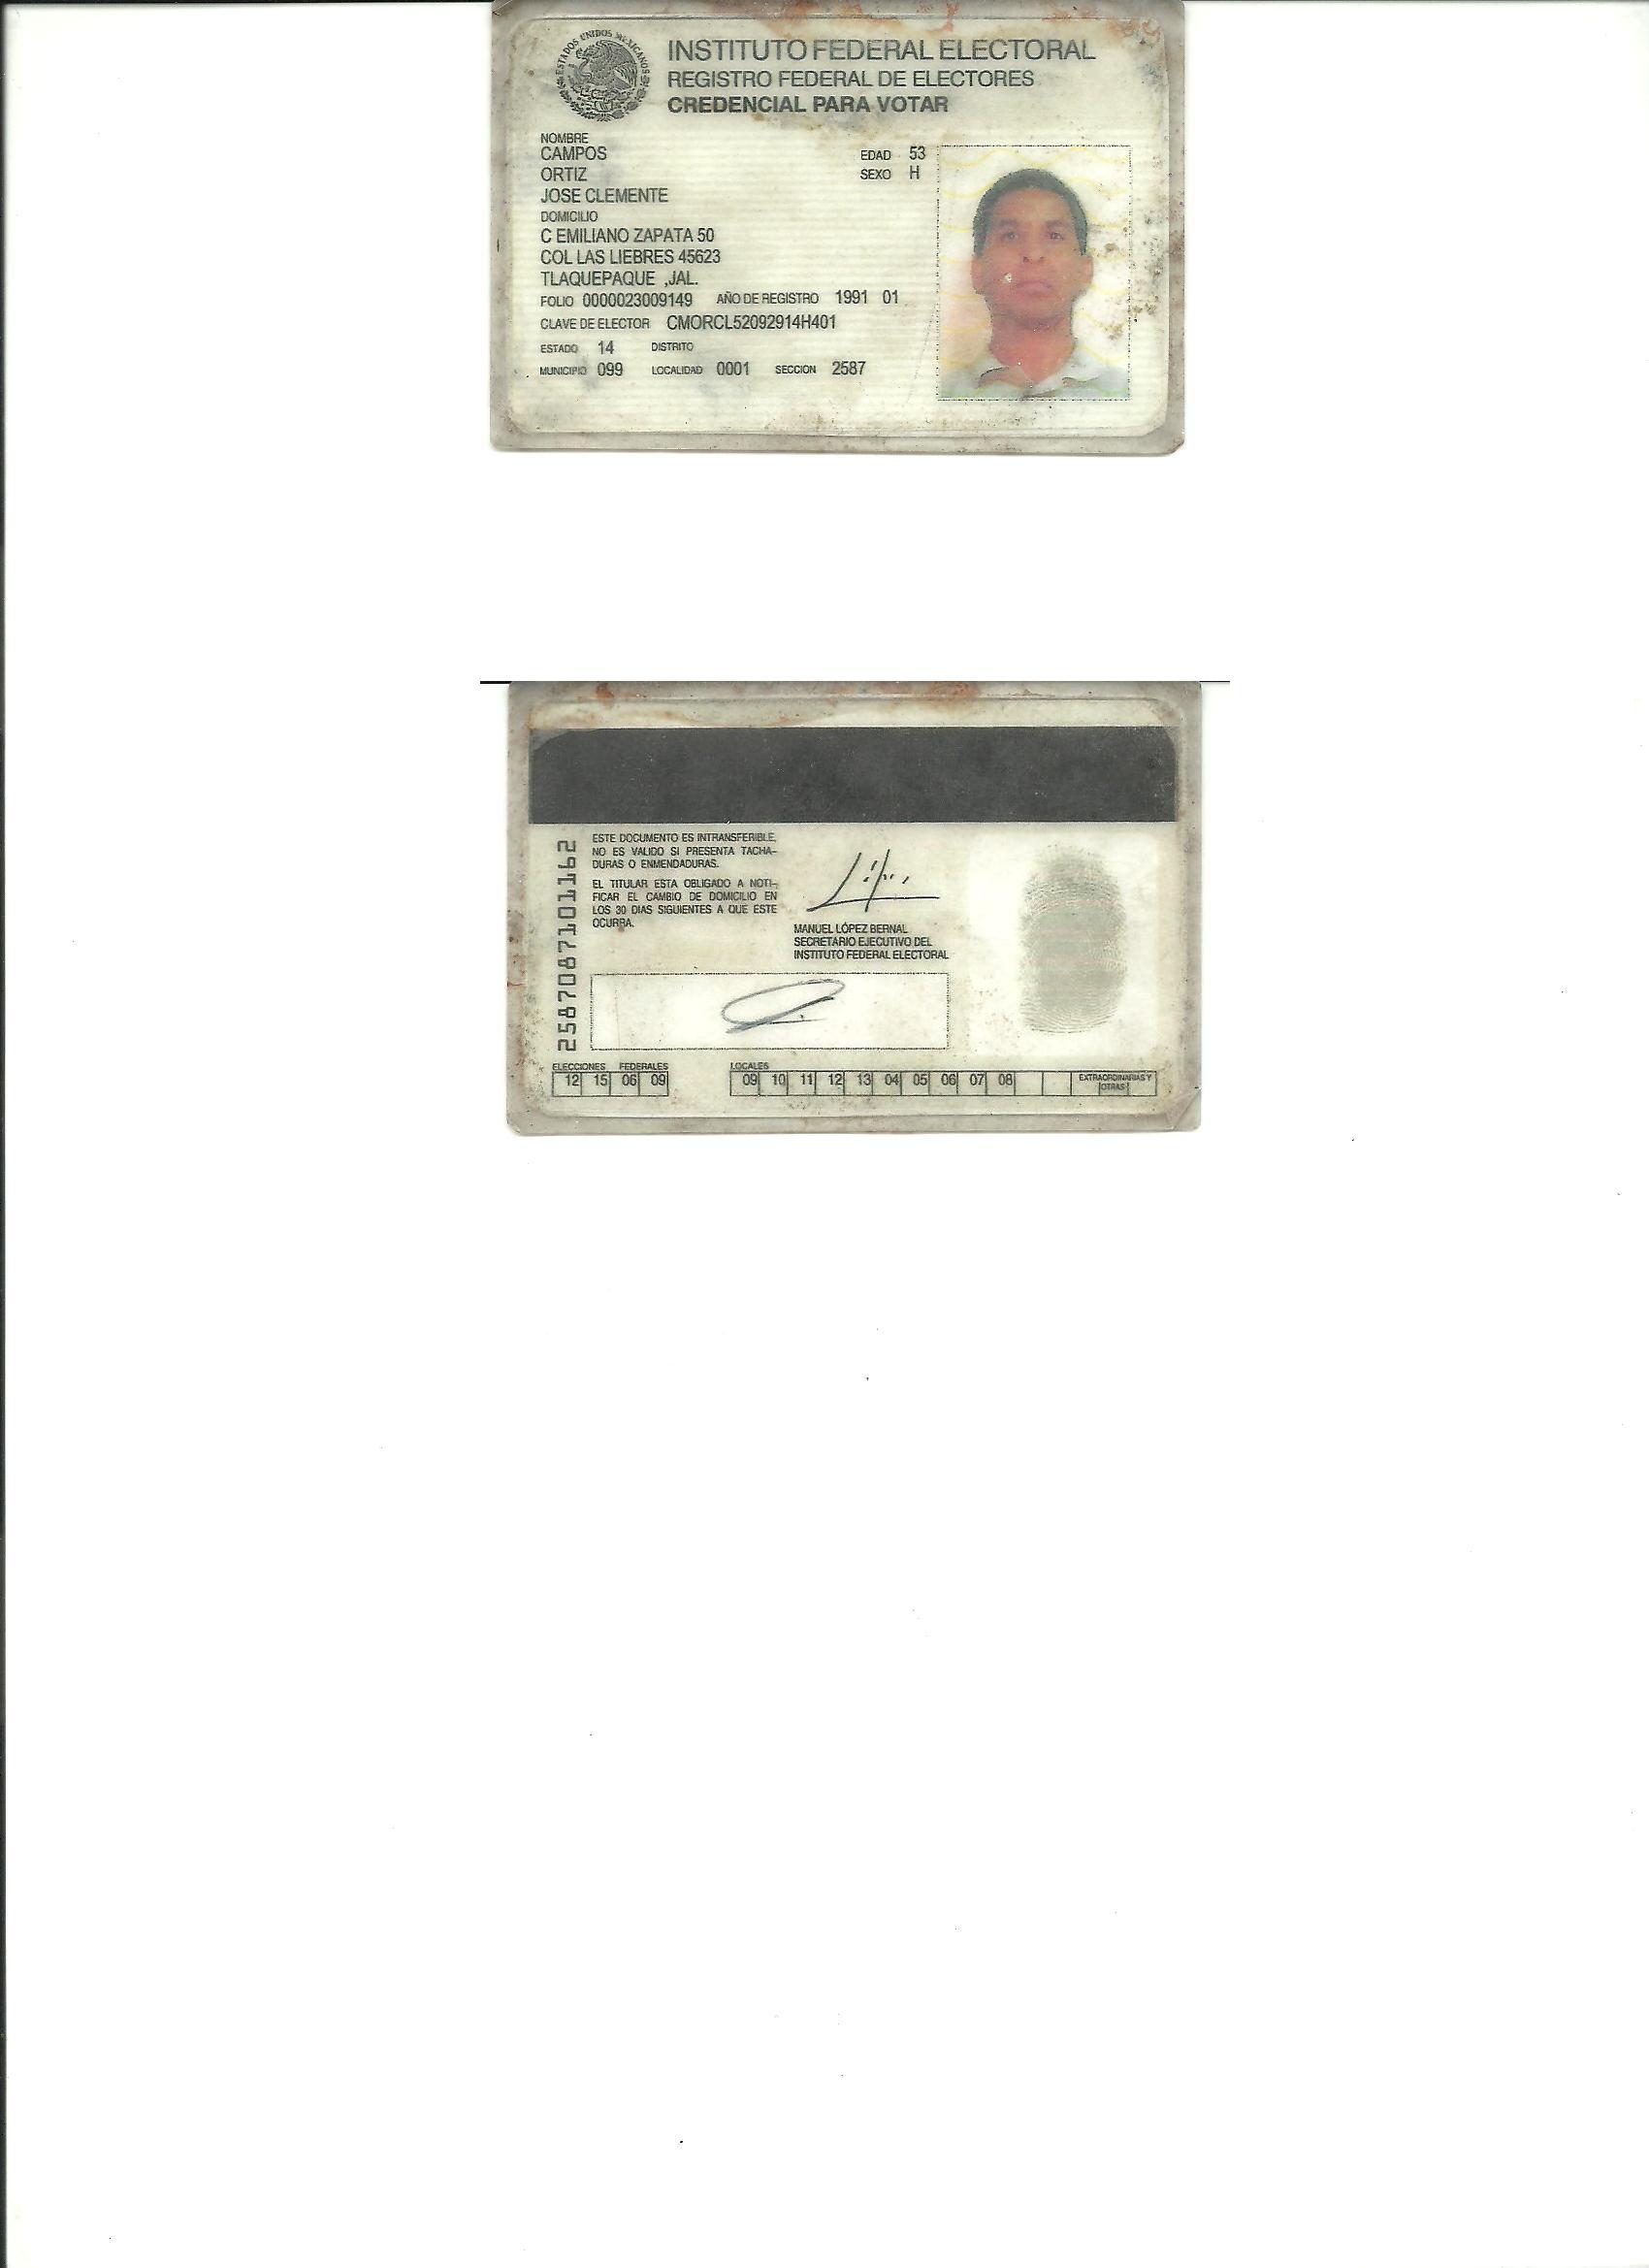 ESTADOS UNIDOS MEXICANOS
INSTITUTO FEDERAL ELECTORAL
REGISTRO FEDERAL DE ELECTORES
CREDENCIAL PARA VOTAR
NOMBRE
CAMPOS
EDAD 53
ORTIZ
SEXO H
JOSE CLEMENTE
DOMICILIO
C EMILIANO ZAPATA 50
COL LAS LIEBRES 45623
TLAQUEPAQUE ,JAL.
FOLIO 0000023009149 AÑO DE REGISTRO 1991 01
CLAVE DE ELECTOR CMORCL52092914H401
ESTADO 14 DISTRITO
MUNICIPIO 099 LOCALIDAD 0001 SECCION 2587
2587087101162
ESTE DOCUMENTO ES INTRANSFERIBLE,
NO ES VALIDO SI PRESENTA TACHA-
DURAS O ENMENDADURAS.
EL TITULAR ESTA OBLIGADO A NOTI-
FICAR EL CAMBIO DE DOMICILIO EN
LOS 30 DIAS SIGUIENTES A QUE ESTE
OCURRA.
MANUEL LÓPEZ BERNAL
SECRETARIO EJECUTIVO DEL
INSTITUTO FEDERAL ELECTORAL
ELECCIONES FEDERALES
12 15 06 09
LOCALES
09 10 11 12 13 04 05 06 07 08
EXTRAORDINARIAS Y
OTRAS